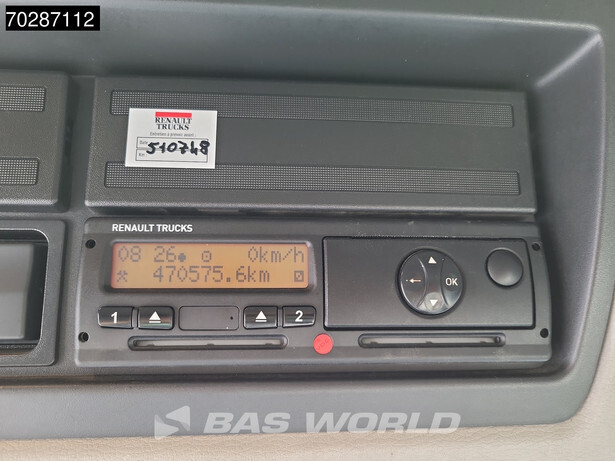 70287112
RENAULT
TRUCKS
510748
RENAULT TRUCKS
08 26 0km/h
470575.6km
1 2
OK
BAS WORLD